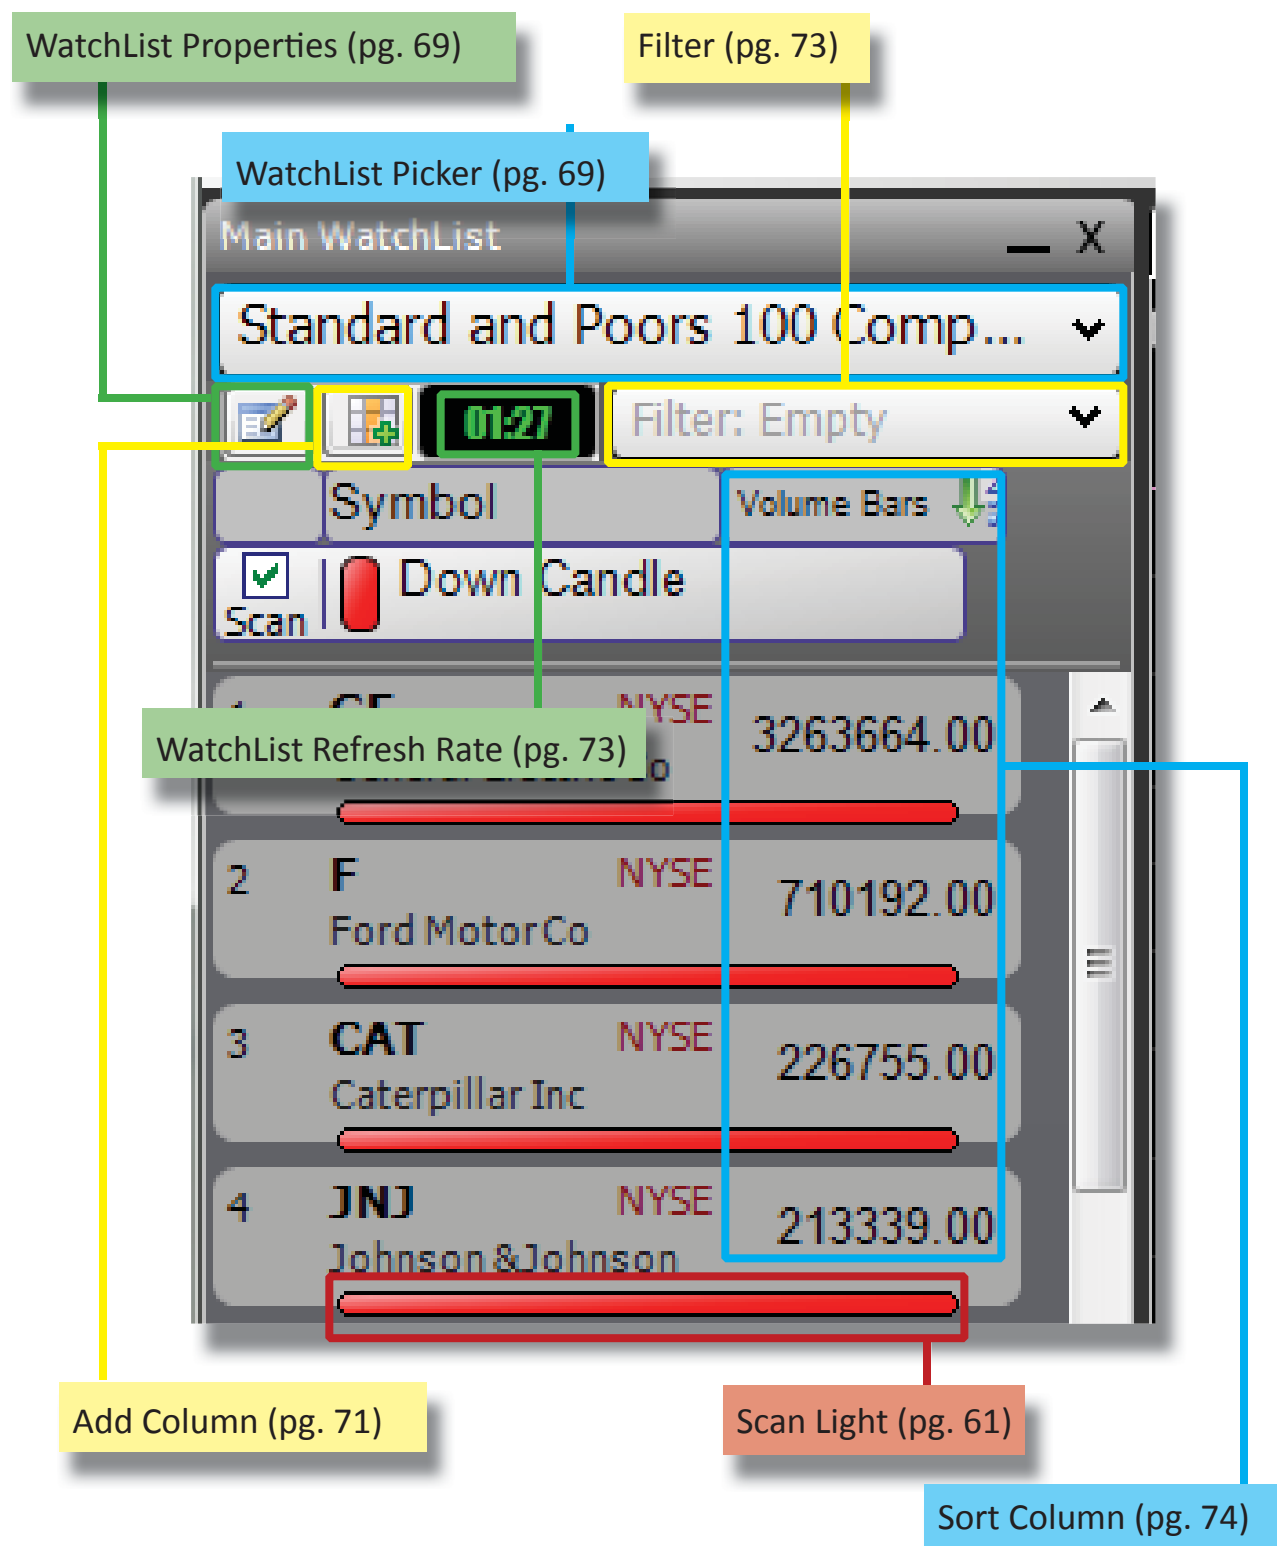 WatchList Properties (pg. 69)
Filter (pg. 73)
WatchList Picker (pg. 69)
Main WatchList
X
Standard and Poors 100 Comp...
01:27
Filter: Empty
Symbol
Volume Bars
Scan
Down Candle
NYSE
3263664.00
WatchList Refresh Rate (pg. 73)
2
F
NYSE
710192.00
Ford Motor Co
3
CAT
NYSE
226755.00
Caterpillar Inc
4
JNJ
NYSE
213339.00
Johnson & Johnson
Add Column (pg. 71)
Scan Light (pg. 61)
Sort Column (pg. 74)